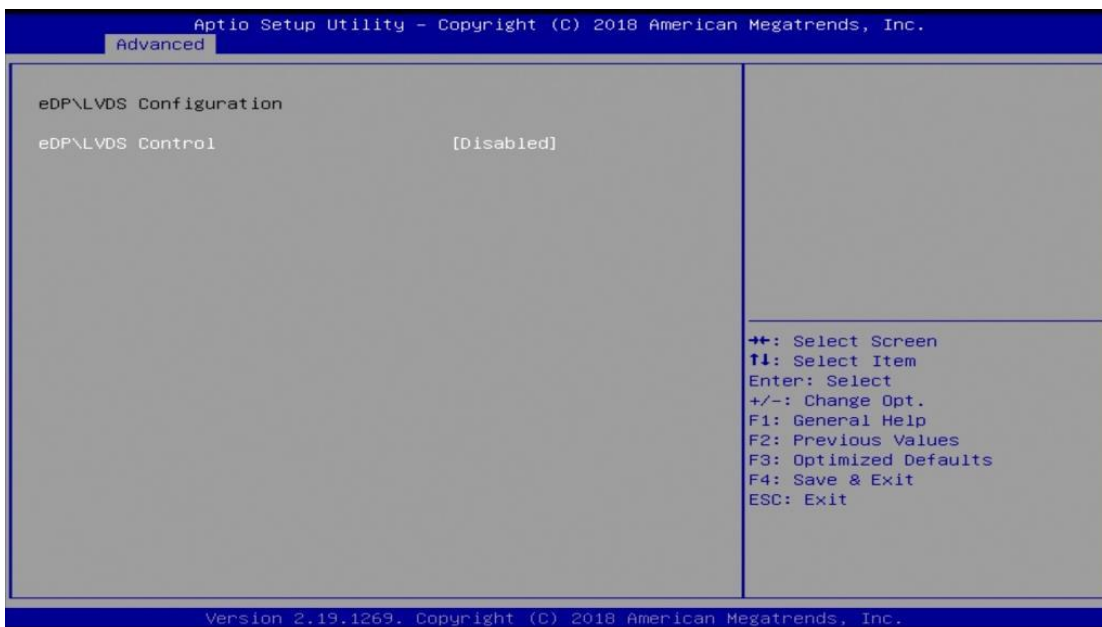 Aptio Setup Utility – Copyright (C) 2018 American Megatrends, Inc.
Advanced
eDP\LVDS Configuration
eDP\LVDS Control [Disabled]
→←: Select Screen
↑↓: Select Item
Enter: Select
+/-: Change Opt.
F1: General Help
F2: Previous Values
F3: Optimized Defaults
F4: Save & Exit
ESC: Exit
Version 2.19.1269. Copyright (C) 2018 American Megatrends, Inc.